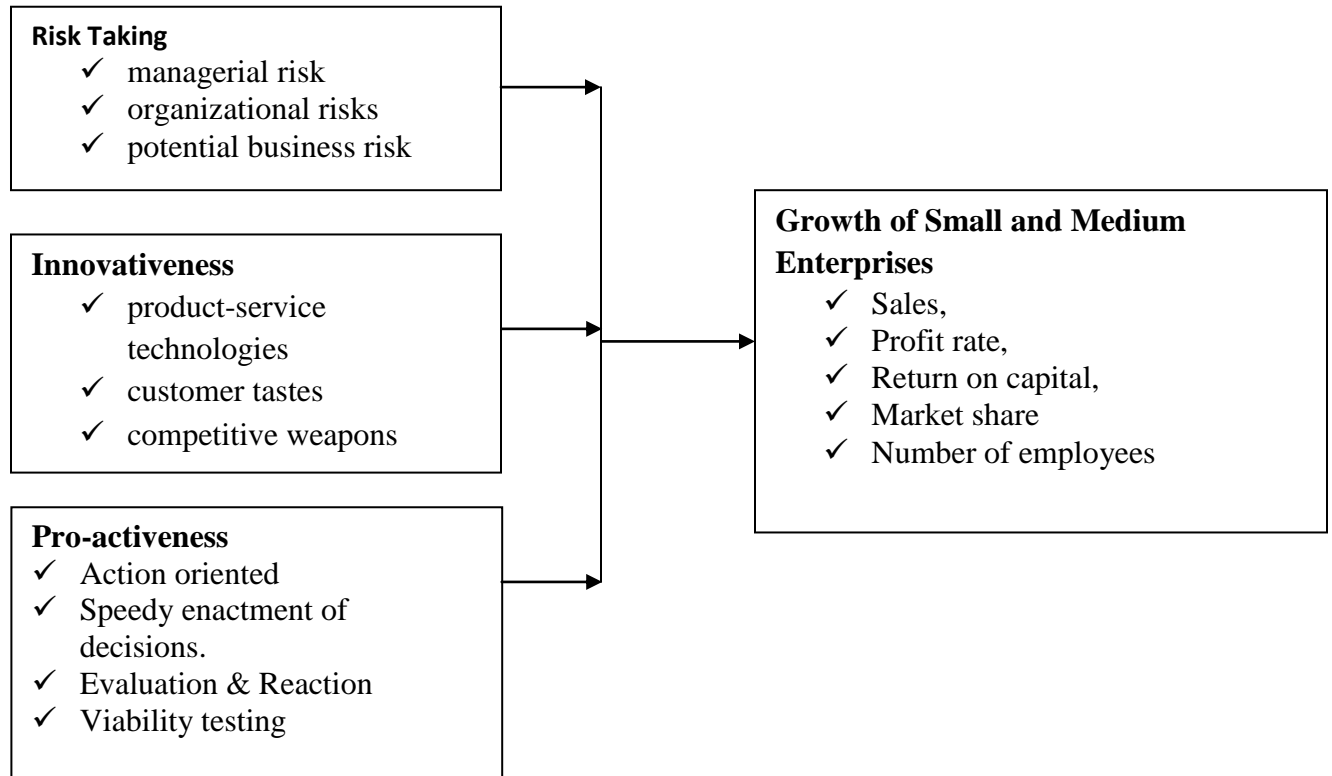 Risk Taking
✓ managerial risk
✓ organizational risks
✓ potential business risk
Innovativeness
✓ product-service
technologies
✓ customer tastes
✓ competitive weapons
Pro-activeness
✓ Action oriented
✓ Speedy enactment of
decisions.
✓ Evaluation & Reaction
✓ Viability testing
Growth of Small and Medium
Enterprises
✓ Sales,
✓ Profit rate,
✓ Return on capital,
✓ Market share
✓ Number of employees